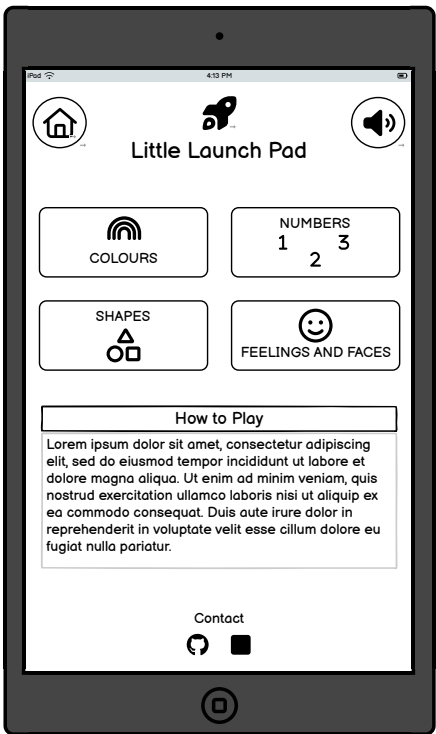 iPad
4:13 PM
Little Launch Pad
COLOURS
NUMBERS
1 3
2
SHAPES
FEELINGS AND FACES
How to Play
Lorem ipsum dolor sit amet, consectetur adipiscing
elit, sed do eiusmod tempor incididunt ut labore et
dolore magna aliqua. Ut enim ad minim veniam, quis
nostrud exercitation ullamco laboris nisi ut aliquip ex
ea commodo consequat. Duis aute irure dolor in
reprehenderit in voluptate velit esse cillum dolore eu
fugiat nulla pariatur.
Contact